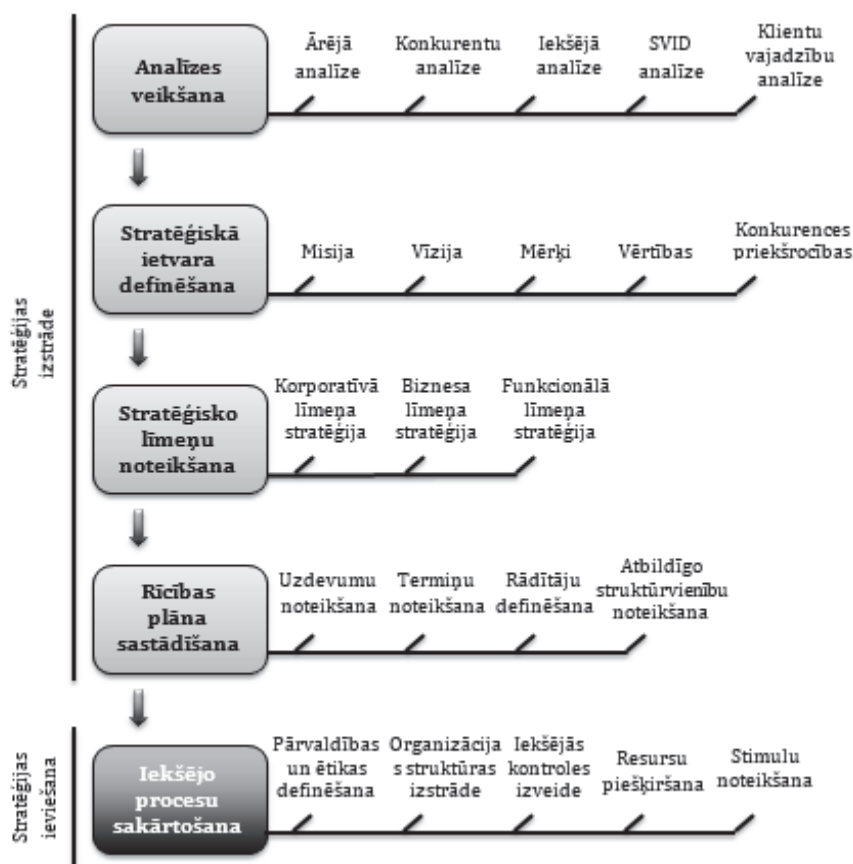 Stratēģijas
izstrāde
Analīzes
veikšana
Ārējā
analīze
Konkurentu
analīze
Iekšējā
analīze
SVID
analīze
Klientu
vajadzību
analīze
Stratēģiskā
ietvara
definēšana
Misija
Vīzija
Mērķi
Vērtības
Konkurences
priekšrocības
Stratēģisko
līmeņu
noteikšana
Korporatīvā
līmeņa
stratēģija
Biznesa
līmeņa
stratēģija
Funkcionālā
līmeņa
stratēģija
Rīcības
plāna
sastādīšana
Uzdevumu
noteikšana
Termiņu
noteikšana
Rādītāju
definēšana
Atbildīgo
struktūrvienību
noteikšana
Stratēģijas
ieviešana
Iekšējo
procesu
sakārtošana
Pārvaldības
un ētikas
definēšana
Organizācija
s struktūras
izstrāde
Iekšējās
kontroles
izveide
Resursu
piešķiršana
Stimulu
noteikšana